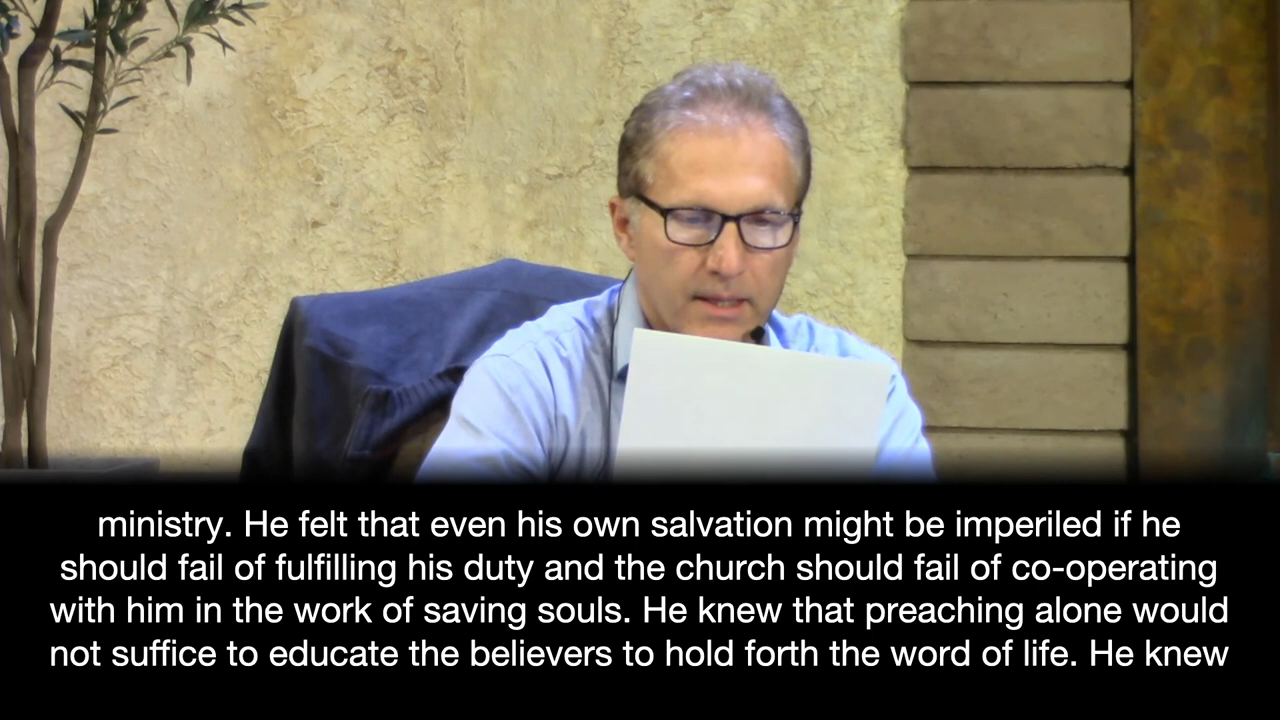 ministry. He felt that even his own salvation might be imperiled if he
should fail of fulfilling his duty and the church should fail of co-operating
with him in the work of saving souls. He knew that preaching alone would
not suffice to educate the believers to hold forth the word of life. He knew